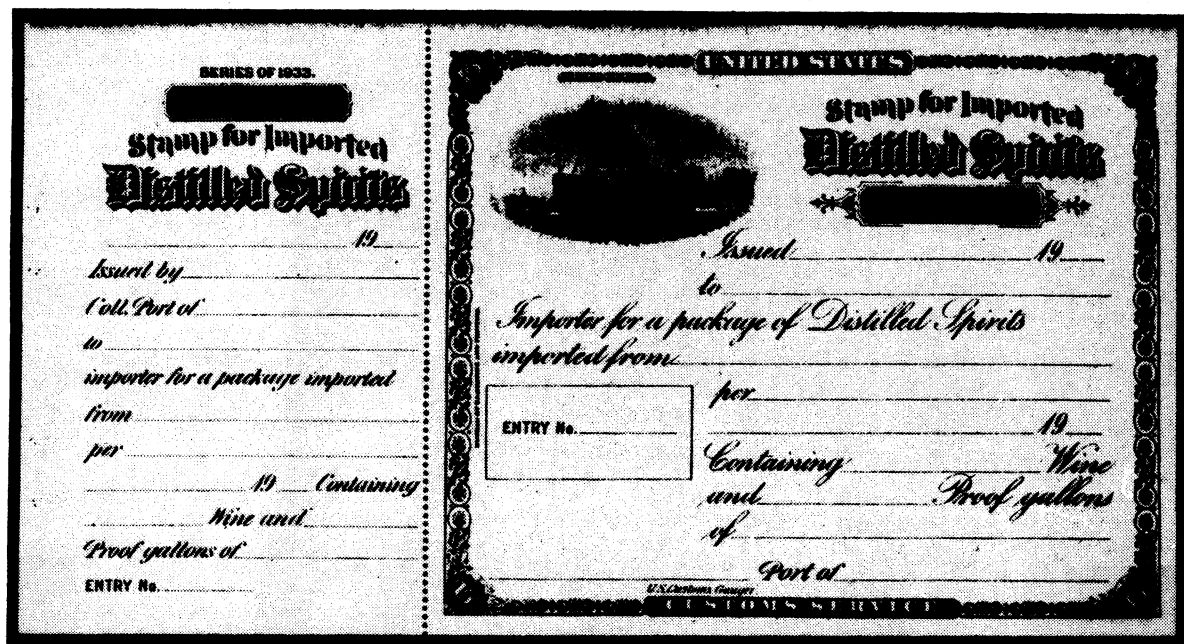 SERIES OF 1933.
Stamp for Imported
Distilled Spirits
19
Issued by
Coll. Port of
to
importer for a package imported
from
per
19 Containing
Wine and
Proof gallons of
ENTRY No.
UNITED STATES
Stamp for Imported
Distilled Spirits
Issued 19
to
Importer for a package of Distilled Spirits
imported from
per
19
ENTRY No.
Containing Wine
and Proof gallons
of
Port of
U.S. Customs Gauger
CUSTOMS SERVICE